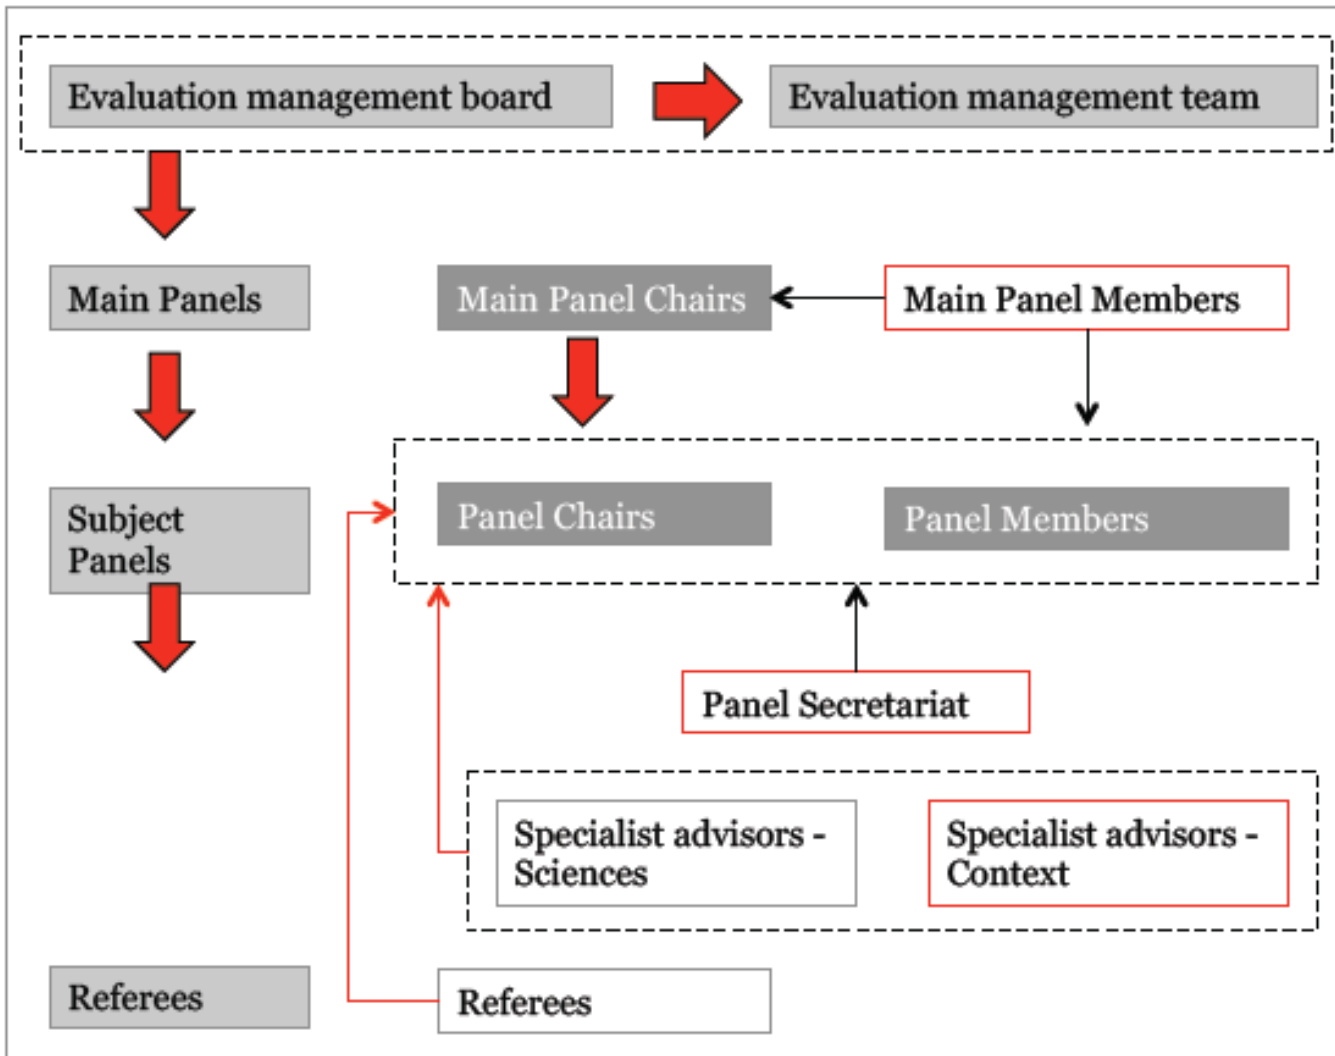 Evaluation management board
Evaluation management team
Main Panels
Main Panel Chairs
Main Panel Members
Subject
Panels
Panel Chairs
Panel Members
Panel Secretariat
Specialist advisors -
Sciences
Specialist advisors -
Context
Referees
Referees